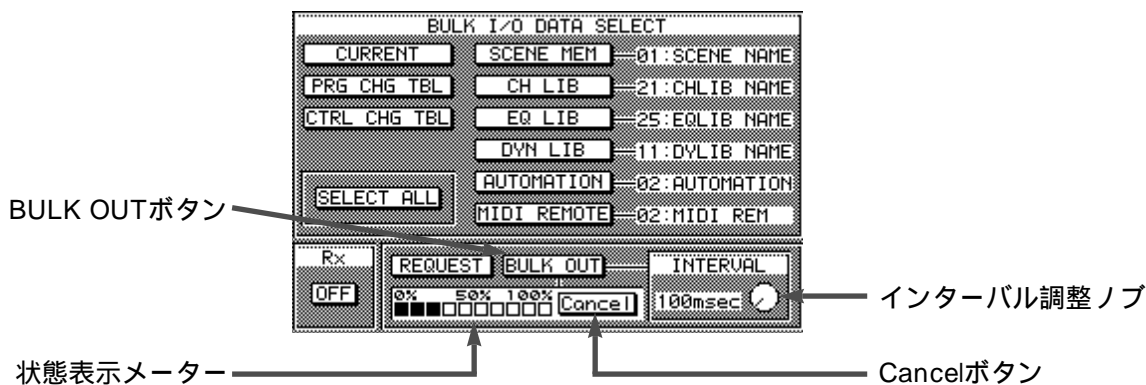 BULK I/O DATA SELECT
CURRENT SCENE MEM 01:SCENE NAME
PRG CHG TBL CH LIB 21:CHLIB NAME
CTRL CHG TBL EQ LIB 25:EQLIB NAME
DYN LIB 11:DYLIB NAME
SELECT ALL AUTOMATION 02:AUTOMATION
MIDI REMOTE 02:MIDI REM
BULK OUTボタン
Rx REQUEST BULK OUT INTERVAL
OFF 0% 50% 100% Cancel 100msec
インターバル調整ノブ
状態表示メーター
Cancelボタン